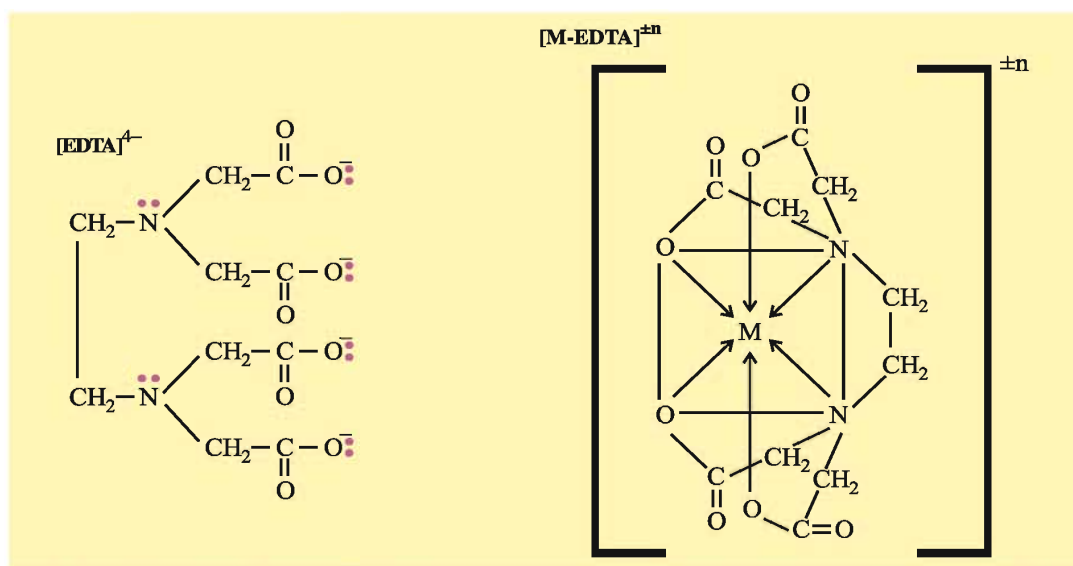 [EDTA]⁴⁻
O
CH₂–C–O⁻
CH₂–N
CH₂–C–O⁻
O
CH₂–C–O⁻
O
CH₂–N
CH₂–C–O⁻
O
[M-EDTA]±n
±n
O
O
O
C
C
CH₂
CH₂
O
N
CH₂
M
CH₂
O
N
CH₂
C
CH₂
O
O
C=O